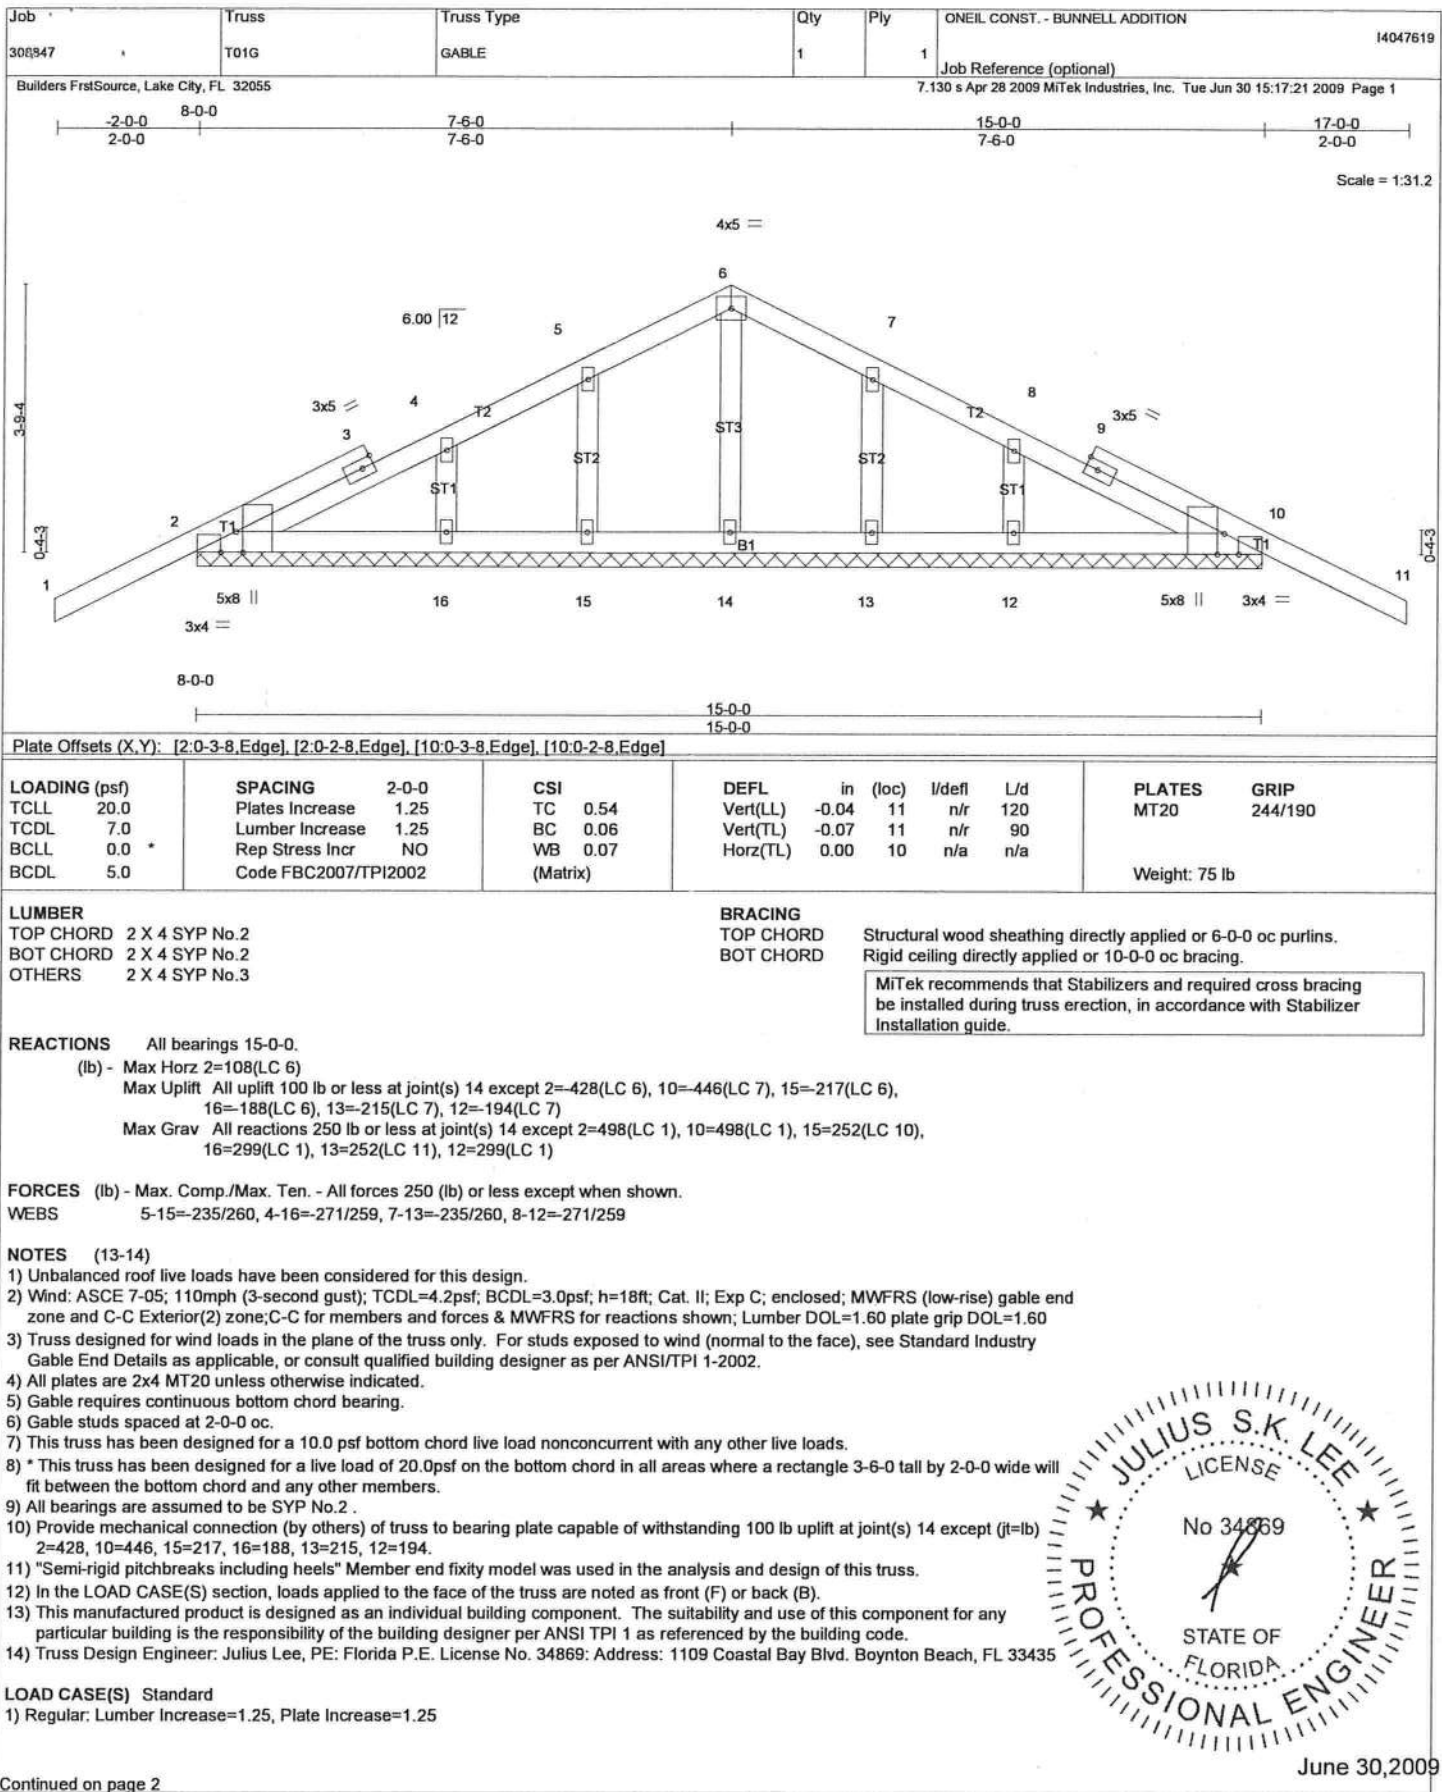 Job Truss Truss Type Qty Ply ONEIL CONST. - BUNNELL ADDITION
I4047619
308847 T01G GABLE 1 1
Job Reference (optional)
Builders FrstSource, Lake City, FL 32055 7.130 s Apr 28 2009 MiTek Industries, Inc. Tue Jun 30 15:17:21 2009 Page 1
8-0-0
-2-0-0 7-6-0 15-0-0 17-0-0
2-0-0 7-6-0 7-6-0 2-0-0
Scale = 1:31.2
4x5 =
6
6.00 12
5 7
3x5 4 T2 T2 8 3x5
3-9-4
3 ST3 9
ST2 ST2
ST1 ST1
2 T1 10
0-4-3 B1 T1 0-4-3
1 11
5x8 || 16 15 14 13 12 5x8 || 3x4 =
3x4 =
8-0-0
15-0-0
15-0-0
Plate Offsets (X,Y): [2:0-3-8,Edge], [2:0-2-8,Edge], [10:0-3-8,Edge], [10:0-2-8,Edge]
LOADING (psf) SPACING 2-0-0 CSI DEFL in (loc) l/defl L/d PLATES GRIP
TCLL 20.0 Plates Increase 1.25 TC 0.54 Vert(LL) -0.04 11 n/r 120 MT20 244/190
TCDL 7.0 Lumber Increase 1.25 BC 0.06 Vert(TL) -0.07 11 n/r 90
BCLL 0.0 * Rep Stress Incr NO WB 0.07 Horz(TL) 0.00 10 n/a n/a
BCDL 5.0 Code FBC2007/TPI2002 (Matrix) Weight: 75 lb
LUMBER BRACING
TOP CHORD 2 X 4 SYP No.2 TOP CHORD Structural wood sheathing directly applied or 6-0-0 oc purlins.
BOT CHORD 2 X 4 SYP No.2 BOT CHORD Rigid ceiling directly applied or 10-0-0 oc bracing.
OTHERS 2 X 4 SYP No.3
MiTek recommends that Stabilizers and required cross bracing
be installed during truss erection, in accordance with Stabilizer
Installation guide.
REACTIONS All bearings 15-0-0.
(lb) - Max Horz 2=108(LC 6)
Max Uplift All uplift 100 lb or less at joint(s) 14 except 2=-428(LC 6), 10=-446(LC 7), 15=-217(LC 6),
16=-188(LC 6), 13=-215(LC 7), 12=-194(LC 7)
Max Grav All reactions 250 lb or less at joint(s) 14 except 2=498(LC 1), 10=498(LC 1), 15=252(LC 10),
16=299(LC 1), 13=252(LC 11), 12=299(LC 1)
FORCES (lb) - Max. Comp./Max. Ten. - All forces 250 (lb) or less except when shown.
WEBS 5-15=-235/260, 4-16=-271/259, 7-13=-235/260, 8-12=-271/259
NOTES (13-14)
1) Unbalanced roof live loads have been considered for this design.
2) Wind: ASCE 7-05; 110mph (3-second gust); TCDL=4.2psf; BCDL=3.0psf; h=18ft; Cat. II; Exp C; enclosed; MWFRS (low-rise) gable end
zone and C-C Exterior(2) zone;C-C for members and forces & MWFRS for reactions shown; Lumber DOL=1.60 plate grip DOL=1.60
3) Truss designed for wind loads in the plane of the truss only. For studs exposed to wind (normal to the face), see Standard Industry
Gable End Details as applicable, or consult qualified building designer as per ANSI/TPI 1-2002.
4) All plates are 2x4 MT20 unless otherwise indicated.
5) Gable requires continuous bottom chord bearing.
6) Gable studs spaced at 2-0-0 oc.
7) This truss has been designed for a 10.0 psf bottom chord live load nonconcurrent with any other live loads.
8) * This truss has been designed for a live load of 20.0psf on the bottom chord in all areas where a rectangle 3-6-0 tall by 2-0-0 wide will
fit between the bottom chord and any other members.
9) All bearings are assumed to be SYP No.2 .
10) Provide mechanical connection (by others) of truss to bearing plate capable of withstanding 100 lb uplift at joint(s) 14 except (jt=lb)
2=428, 10=446, 15=217, 16=188, 13=215, 12=194.
11) "Semi-rigid pitchbreaks including heels" Member end fixity model was used in the analysis and design of this truss.
12) In the LOAD CASE(S) section, loads applied to the face of the truss are noted as front (F) or back (B).
13) This manufactured product is designed as an individual building component. The suitability and use of this component for any
particular building is the responsibility of the building designer per ANSI TPI 1 as referenced by the building code.
14) Truss Design Engineer: Julius Lee, PE: Florida P.E. License No. 34869: Address: 1109 Coastal Bay Blvd. Boynton Beach, FL 33435
LOAD CASE(S) Standard
1) Regular: Lumber Increase=1.25, Plate Increase=1.25
JULIUS S.K. LEE
LICENSE
No 34869
STATE OF
FLORIDA
PROFESSIONAL ENGINEER
June 30,2009
Continued on page 2